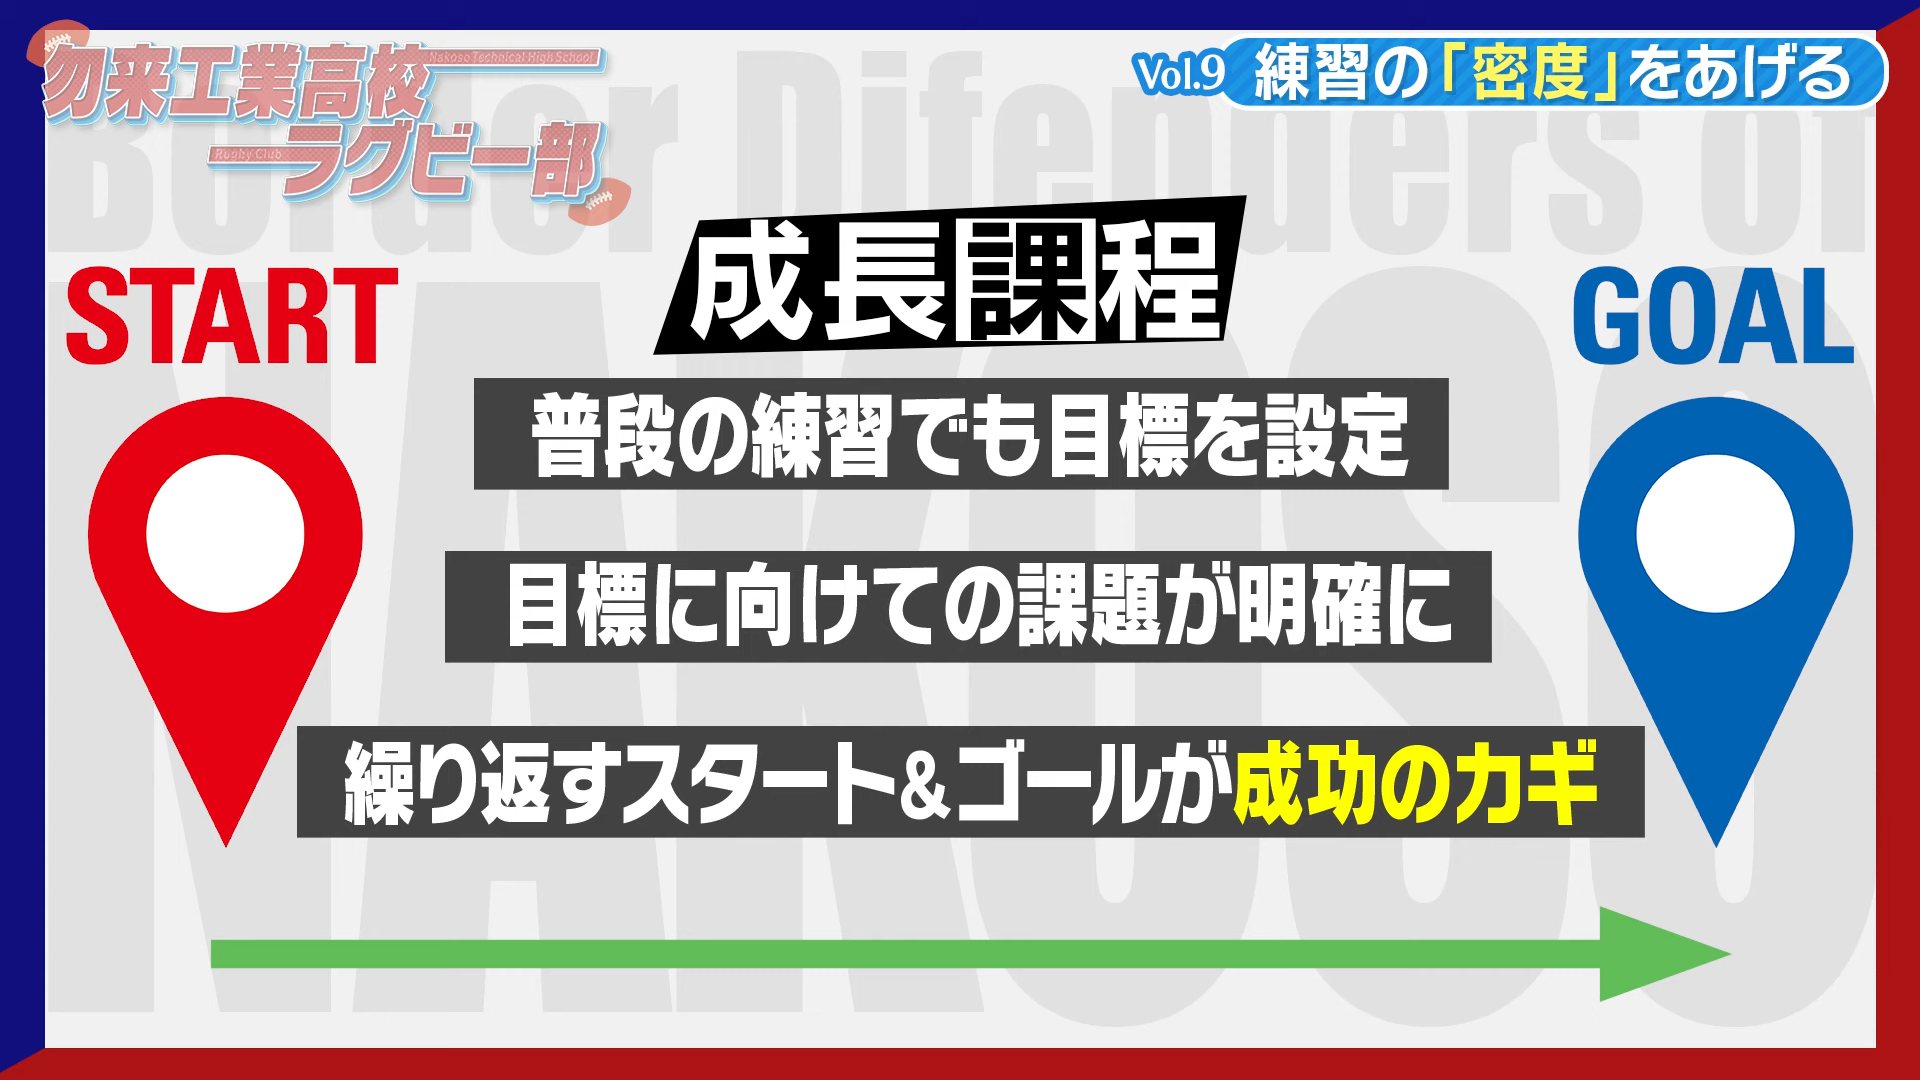 勿来工業高校
Nakoso Technical High School
Rugby Club
ラグビー部
Vol.9 練習の「密度」をあげる
Border Difenders of
NAKOSO
START
成長課程
GOAL
普段の練習でも目標を設定
目標に向けての課題が明確に
繰り返すスタート&ゴールが成功のカギ